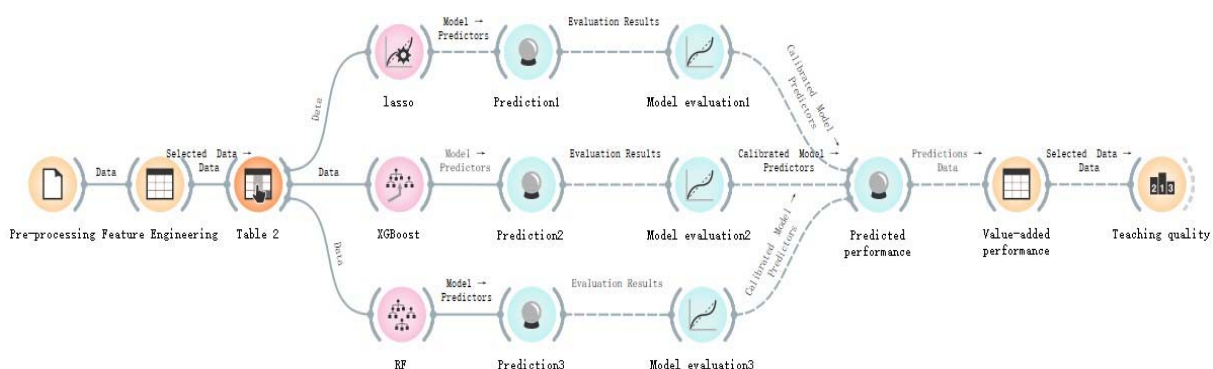 Model → Predictors
Evaluation Results
Calibrated Model → Predictors
lasso
Prediction1
Model evaluation1
Data
Data
Selected Data → Data
Data
Model → Predictors
Evaluation Results
Calibrated Model → Predictors
Predictions → Data
Selected Data → Data
Pre-processing
Feature Engineering
Table 2
XGBoost
Prediction2
Model evaluation2
Predicted performance
Value-added performance
Teaching quality
213
Data
Model → Predictors
Evaluation Results
Calibrated Model → Predictors
RF
Prediction3
Model evaluation3